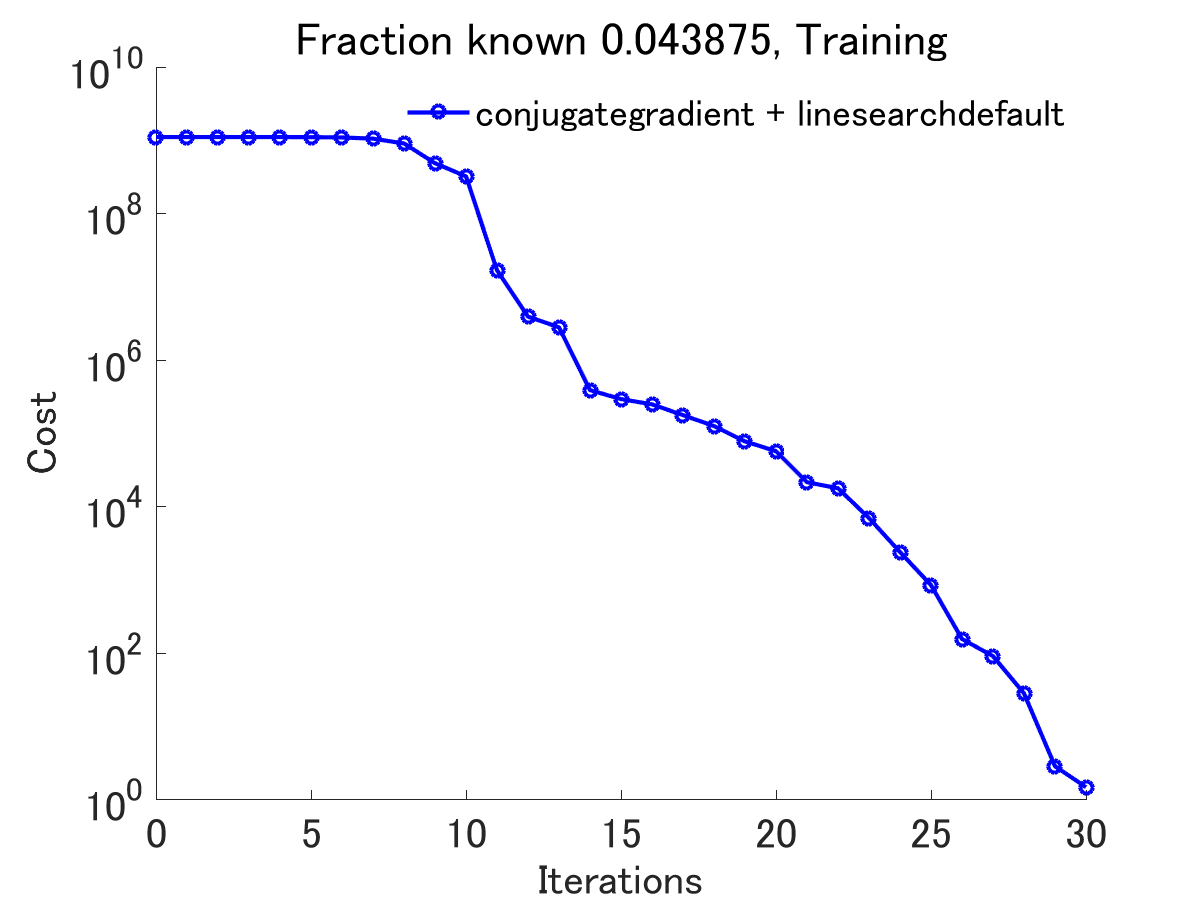 Fraction known 0.043875, Training
conjugategradient + linesearchdefault
Cost
10^10
10^8
10^6
10^4
10^2
10^0
0 5 10 15 20 25 30
Iterations